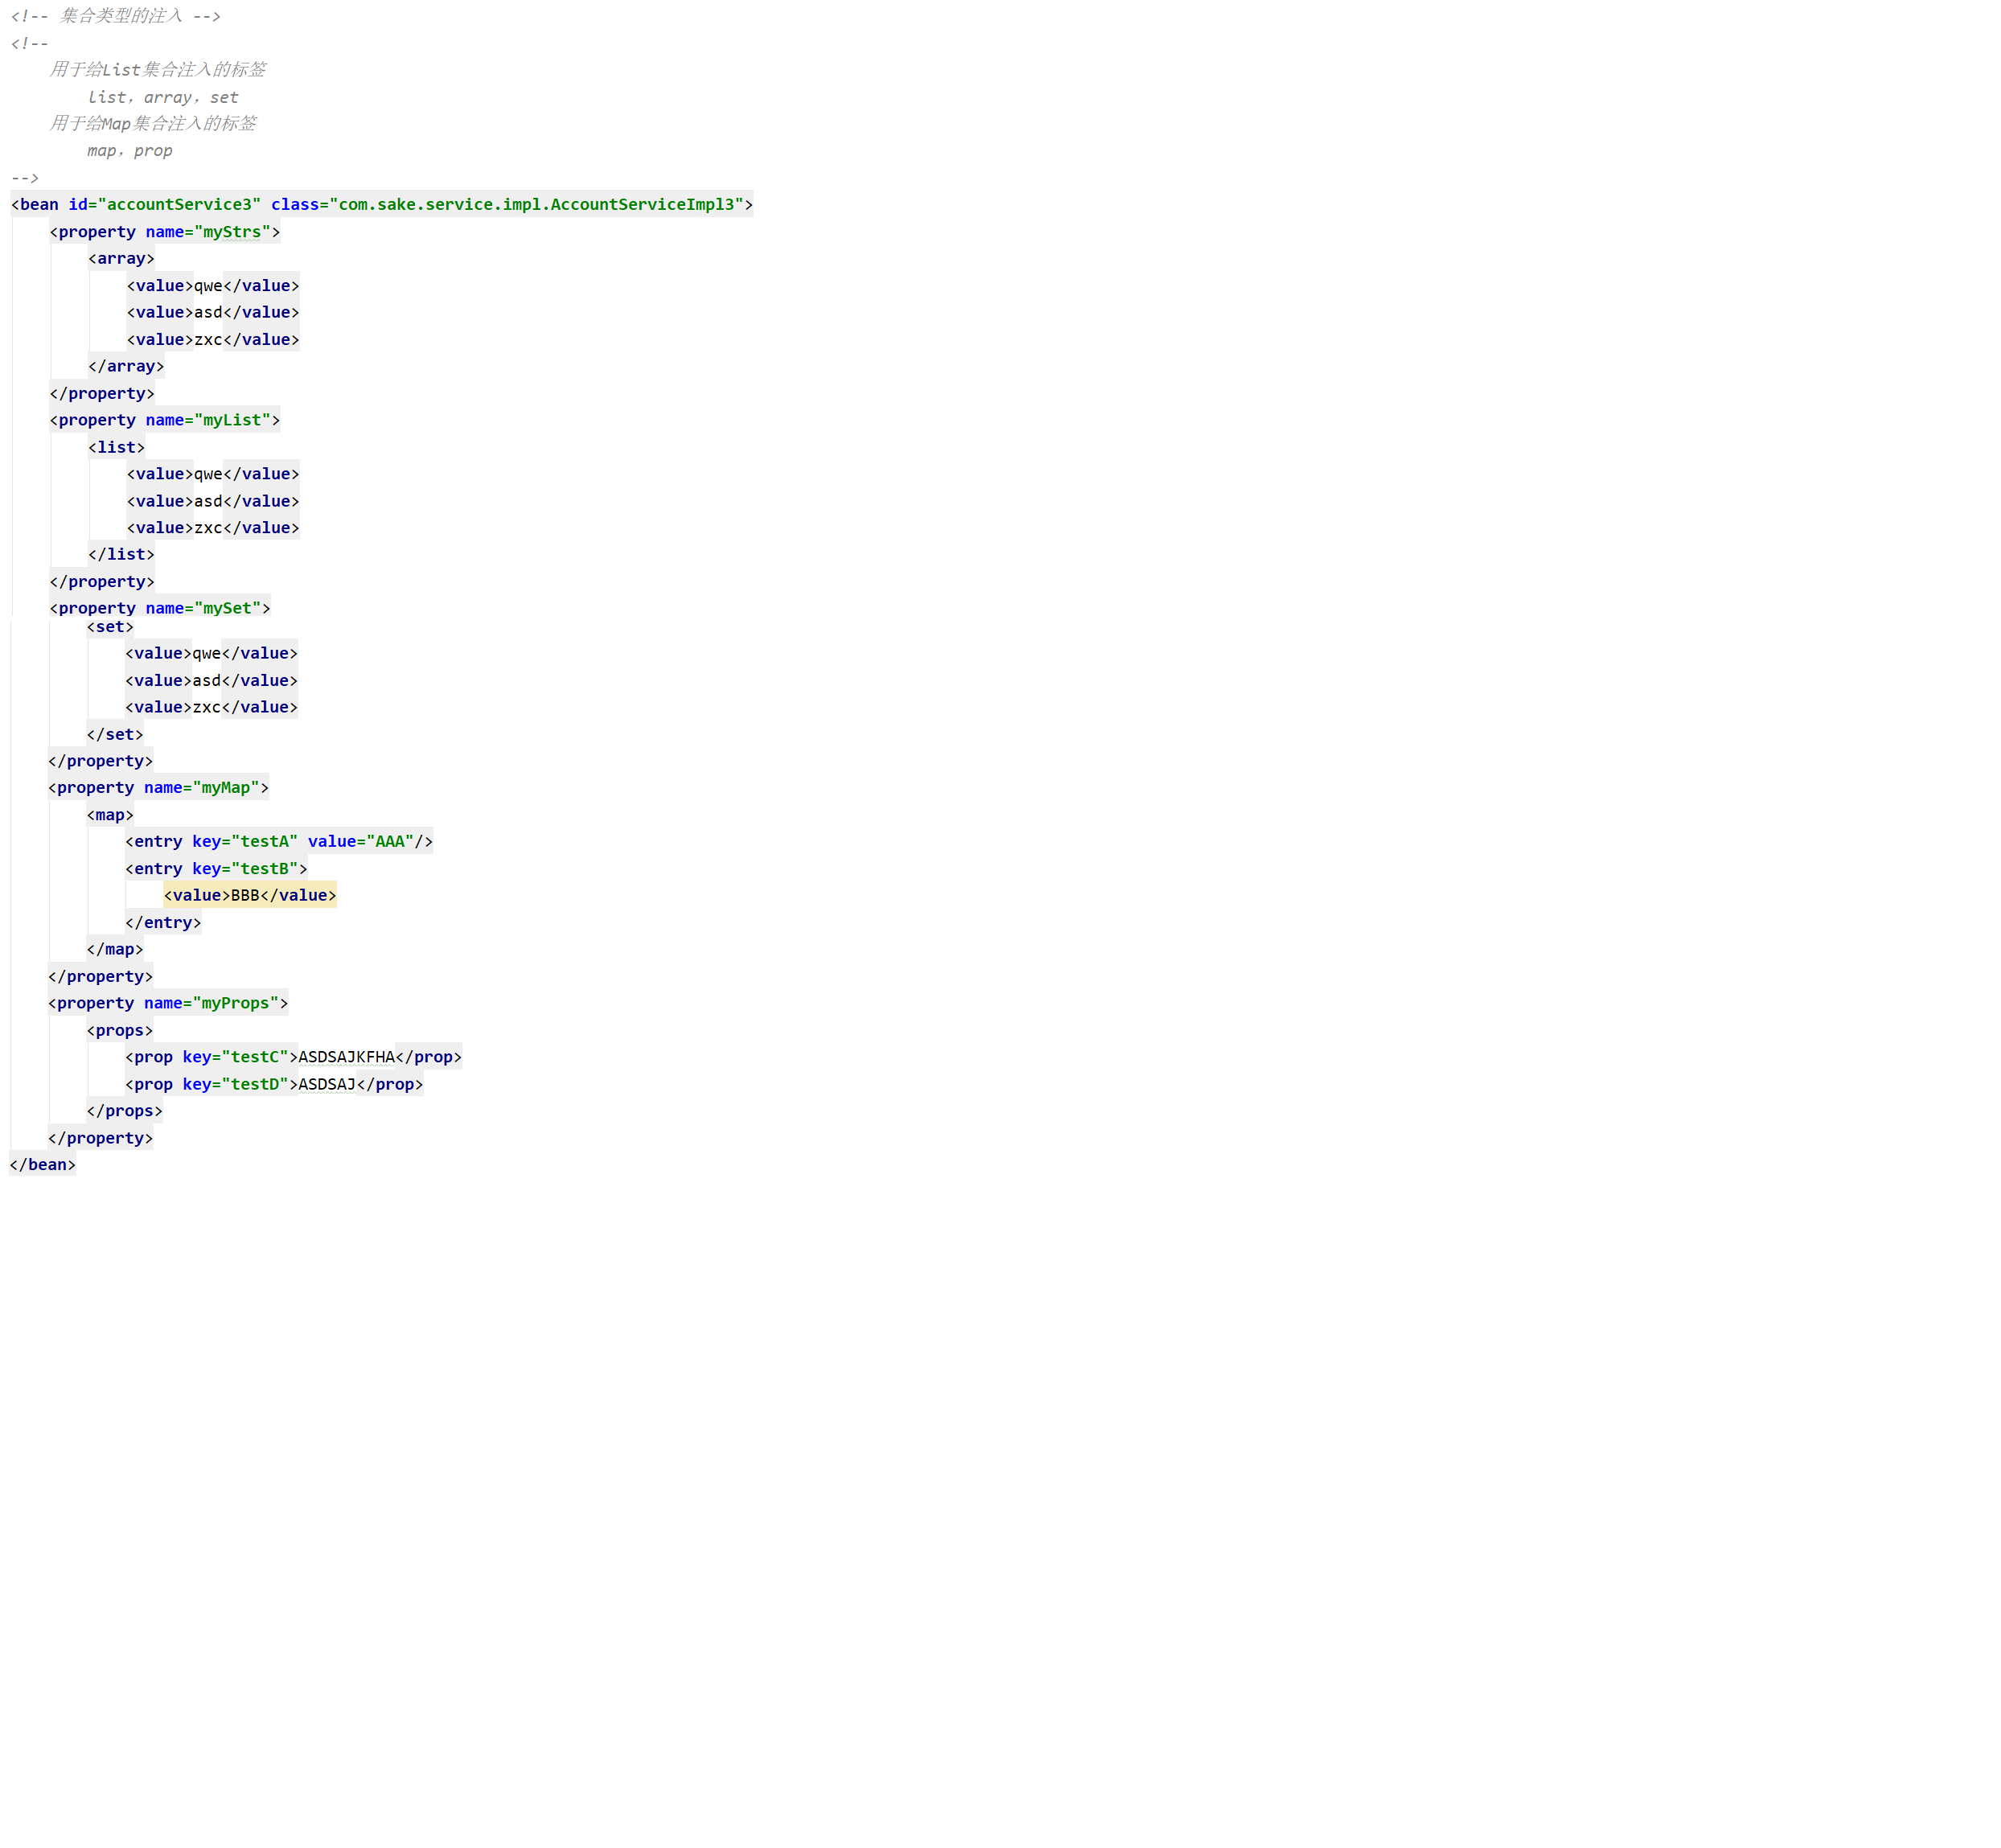 <!-- 集合类型的注入 -->
<!--
    用于给List集合注入的标签
        list，array，set
    用于给Map集合注入的标签
        map，prop
-->
<bean id="accountService3" class="com.sake.service.impl.AccountServiceImpl3">
    <property name="myStrs">
        <array>
            <value>qwe</value>
            <value>asd</value>
            <value>zxc</value>
        </array>
    </property>
    <property name="myList">
        <list>
            <value>qwe</value>
            <value>asd</value>
            <value>zxc</value>
        </list>
    </property>
    <property name="mySet">
        <set>
            <value>qwe</value>
            <value>asd</value>
            <value>zxc</value>
        </set>
    </property>
    <property name="myMap">
        <map>
            <entry key="testA" value="AAA"/>
            <entry key="testB">
                <value>BBB</value>
            </entry>
        </map>
    </property>
    <property name="myProps">
        <props>
            <prop key="testC">ASDSAJKFHA</prop>
            <prop key="testD">ASDSAJ</prop>
        </props>
    </property>
</bean>